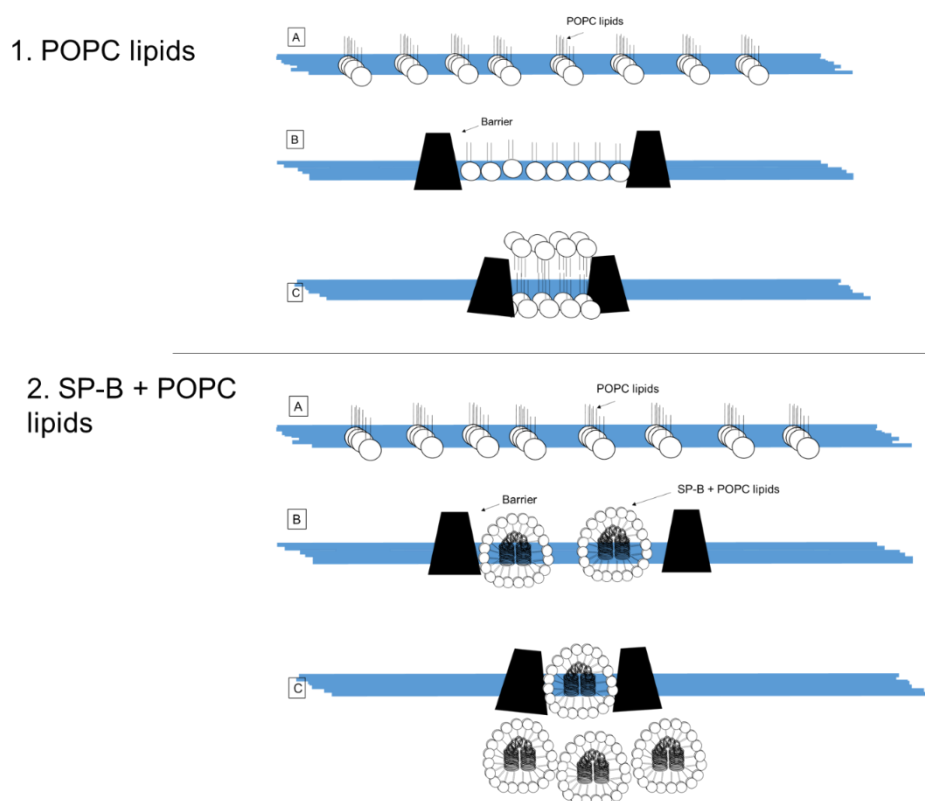 1. POPC lipids
A
POPC lipids
B
Barrier
C
2. SP-B + POPC
lipids
A
POPC lipids
B
Barrier
SP-B + POPC lipids
C